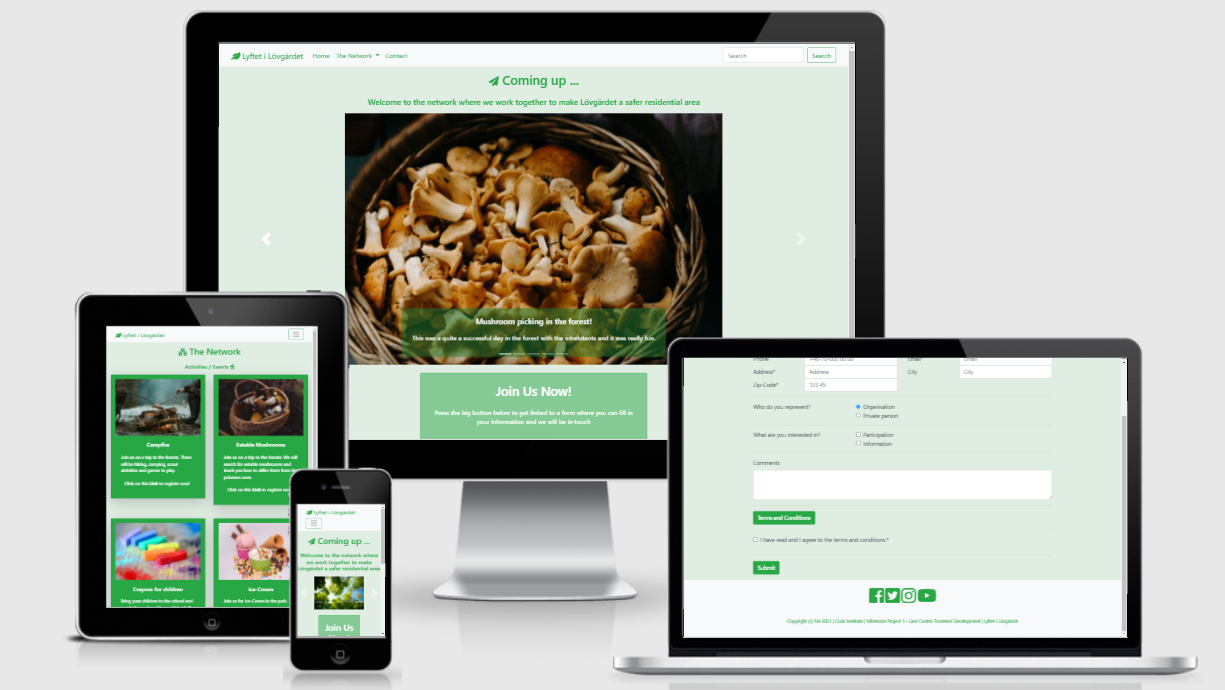 Lyftet i Lövgärdet Home The Network Contact Search Search
Coming up ...
Welcome to the network where we work together to make Lövgärdet a safer residential area
Mushroom picking in the forest!
This was a quite a successful day in the forest with the inhabitants and it was really fun.
Join Us Now!
Press the big button below to get linked to a form where you can fill in
your information and we will be in touch
Lyftet i Lövgärdet
The Network
Activities / Events
Campfire
Join us on a trip to the forests. There
will be hiking, camping, scout
activities and games to play.
Click on this link to register now!
Eatable Mushrooms
Join us on a trip to the forests. We will
search for eatable mushrooms and
teach you how to differ them from the
poisonus ones.
Click on this link to register
Crayons for children
Bring your children to the school and
Ice-Cream
Join us for Ice-Cream in the park.
Lyftet i Lövgärdet
Coming up ...
Welcome to the network where
we work together to make
Lövgärdet a safer residential area
Join Us
Phone +46-70-000 00 00 Email Email
Address* Address City City
Zip-Code* 123 45
Who do you represent? Organisation
Private person
What are you interested in? Participation
Information
Comments
Terms and Conditions
I have read and I agree to the terms and conditions.*
Submit
Copyright (c) Me 2021 | Code Institute | Milestone Project 1 - User Centric Frontend Development | Lyftet i Lövgärdet